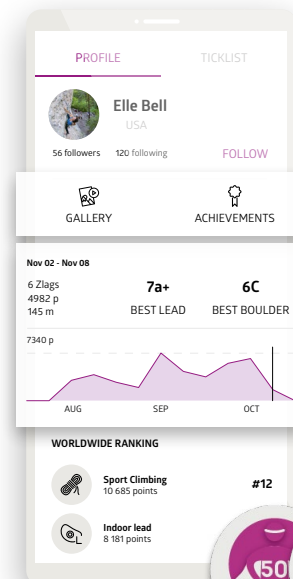 PROFILE TICKLIST
Elle Bell
USA
56 followers 120 following FOLLOW
GALLERY ACHIEVEMENTS
Nov 02 - Nov 08
6 Zlags
4982 p
145 m
7a+ 6C
BEST LEAD BEST BOULDER
7340 p
AUG SEP OCT
WORLDWIDE RANKING
Sport Climbing
10 685 points
#12
Indoor lead
8 181 points